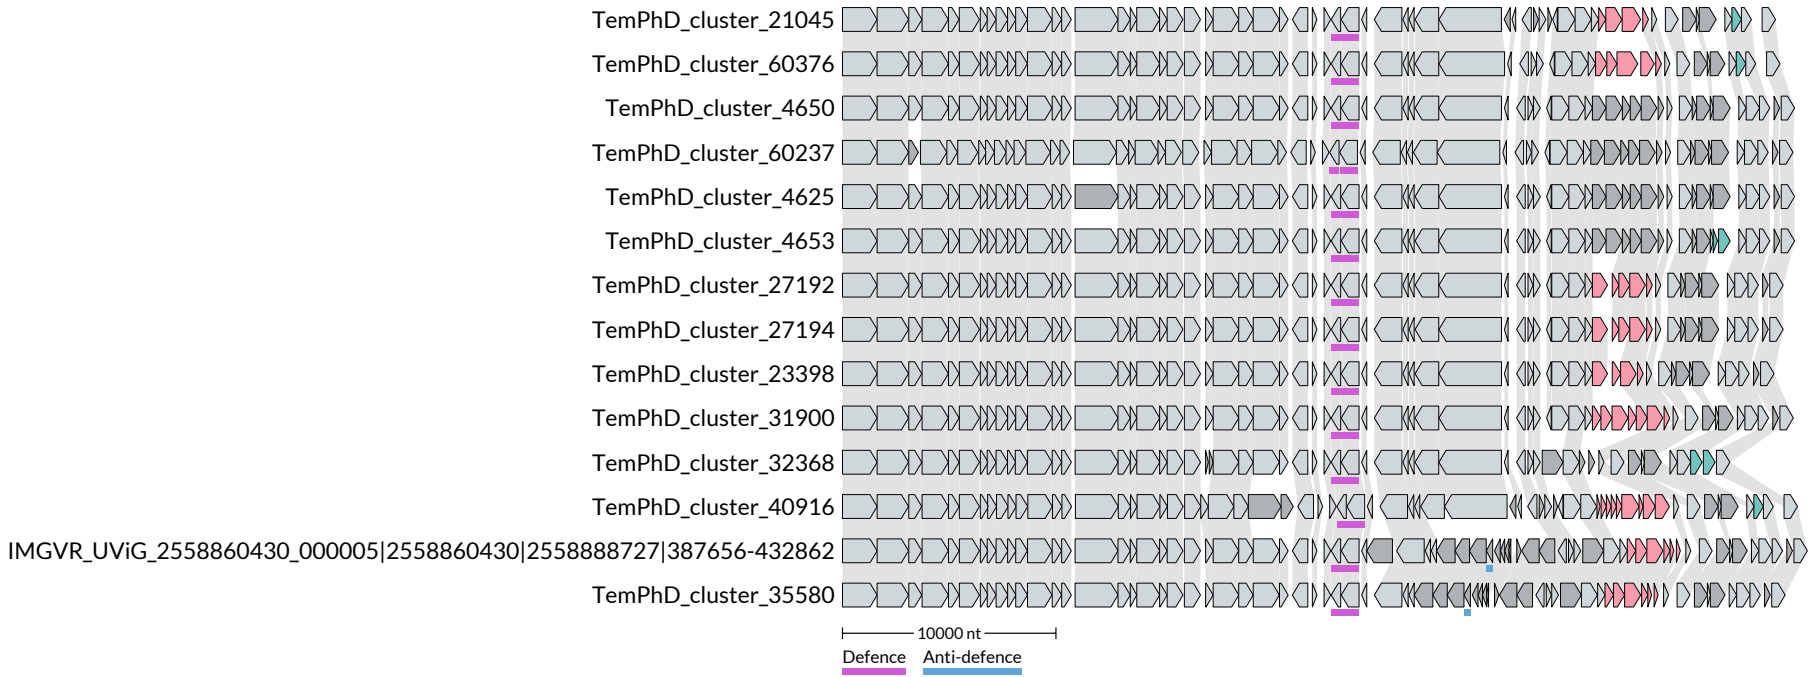 TemPhD_cluster_21045
TemPhD_cluster_60376
TemPhD_cluster_4650
TemPhD_cluster_60237
TemPhD_cluster_4625
TemPhD_cluster_4653
TemPhD_cluster_27192
TemPhD_cluster_27194
TemPhD_cluster_23398
TemPhD_cluster_31900
TemPhD_cluster_32368
TemPhD_cluster_40916
IMGVR_UViG_2558860430_000005|2558860430|2558888727|387656-432862
TemPhD_cluster_35580
10000 nt
Defence Anti-defence